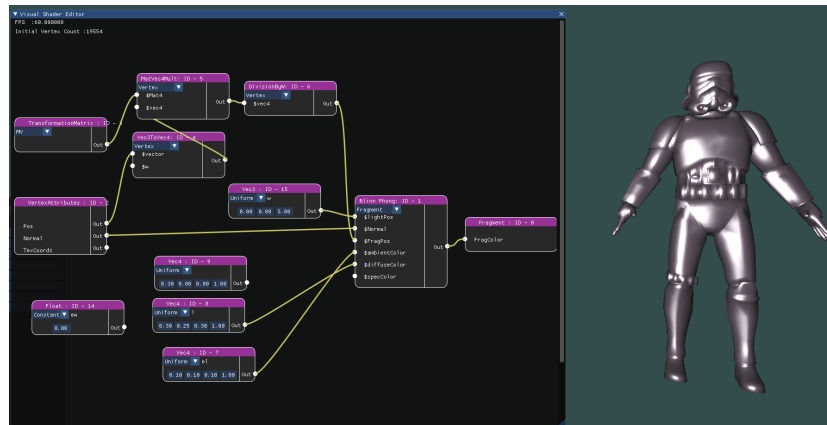 Visual Shader Editor
FPS :60.000000
Initial Vertex Count :19554
MatVec4Mult: ID - 5
Vertex
$Mat4
$vec4
Out
DivisionByW: ID - 6
Vertex
$vec4
Out
TransformationMatrix : ID -
MV
Out
Vec3ToVec4: ID - 4
Vertex
$vector
$w
Out
VertexAttributes : ID -
Pos
Normal
TexCoords
Out
Out
Out
Vec3 : ID - 15
Uniform w
0.00 0.00 5.00
Out
Blinn Phong: ID - 1
Fragment
$lightPos
$Normal
$FragPos
$ambientColor
$diffuseColor
$specColor
Out
Fragment : ID - 0
FragColor
Vec4 : ID - 9
Uniform
0.30 0.00 0.00 1.00
Out
Vec4 : ID - 8
Uniform
0.30 0.25 0.30 1.00
Out
Float : ID - 14
Constant ew
0.00
Out
Vec4 : ID - 7
Uniform el
0.10 0.10 0.10 1.00
Out